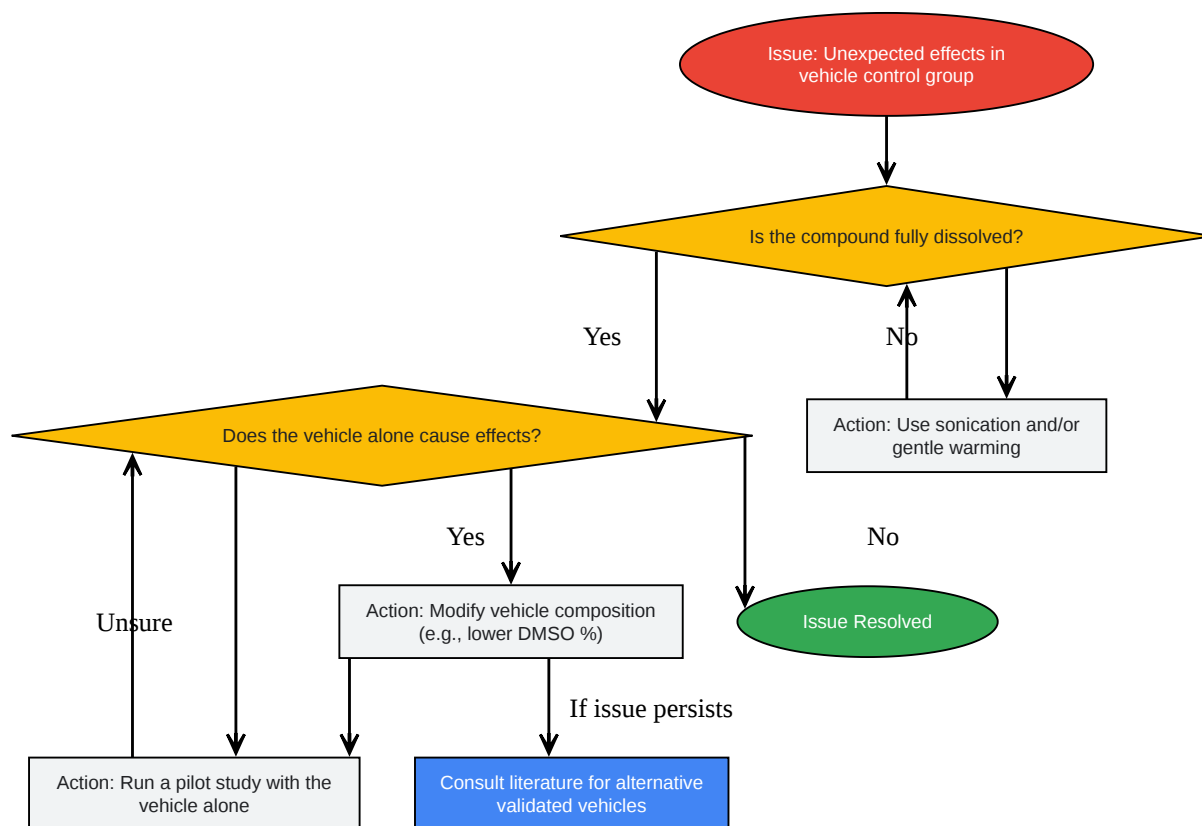 Issue: Unexpected effects in
vehicle control group
Is the compound fully dissolved?
Yes
No
Action: Use sonication and/or
gentle warming
Does the vehicle alone cause effects?
Yes
No
Unsure
Action: Modify vehicle composition
(e.g., lower DMSO %)
Issue Resolved
If issue persists
Action: Run a pilot study with the
vehicle alone
Consult literature for alternative
validated vehicles